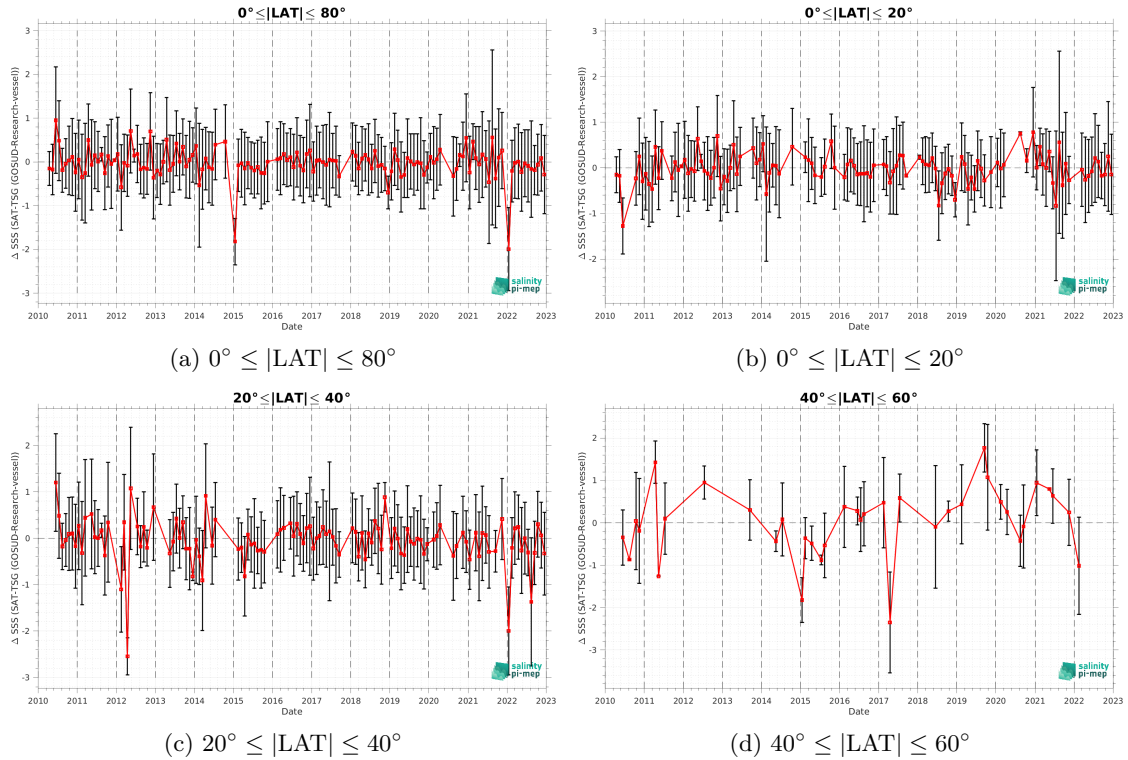 0°≤|LAT|≤ 80°
Δ SSS (SAT-TSG (GOSUD-Research-vessel))
3
2
1
0
-1
-2
-3
2010 2011 2012 2013 2014 2015 2016 2017 2018 2019 2020 2021 2022 2023
Date
salinity
pi-mep
(a) 0° ≤ |LAT| ≤ 80°
0°≤|LAT|≤ 20°
Δ SSS (SAT-TSG (GOSUD-Research-vessel))
3
2
1
0
-1
-2
2010 2011 2012 2013 2014 2015 2016 2017 2018 2019 2020 2021 2022 2023
Date
salinity
pi-mep
(b) 0° ≤ |LAT| ≤ 20°
20°≤|LAT|≤ 40°
Δ SSS (SAT-TSG (GOSUD-Research-vessel))
2
1
0
-1
-2
-3
2010 2011 2012 2013 2014 2015 2016 2017 2018 2019 2020 2021 2022 2023
Date
salinity
pi-mep
(c) 20° ≤ |LAT| ≤ 40°
40°≤|LAT|≤ 60°
Δ SSS (SAT-TSG (GOSUD-Research-vessel))
2
1
0
-1
-2
-3
2010 2011 2012 2013 2014 2015 2016 2017 2018 2019 2020 2021 2022 2023
Date
salinity
pi-mep
(d) 40° ≤ |LAT| ≤ 60°